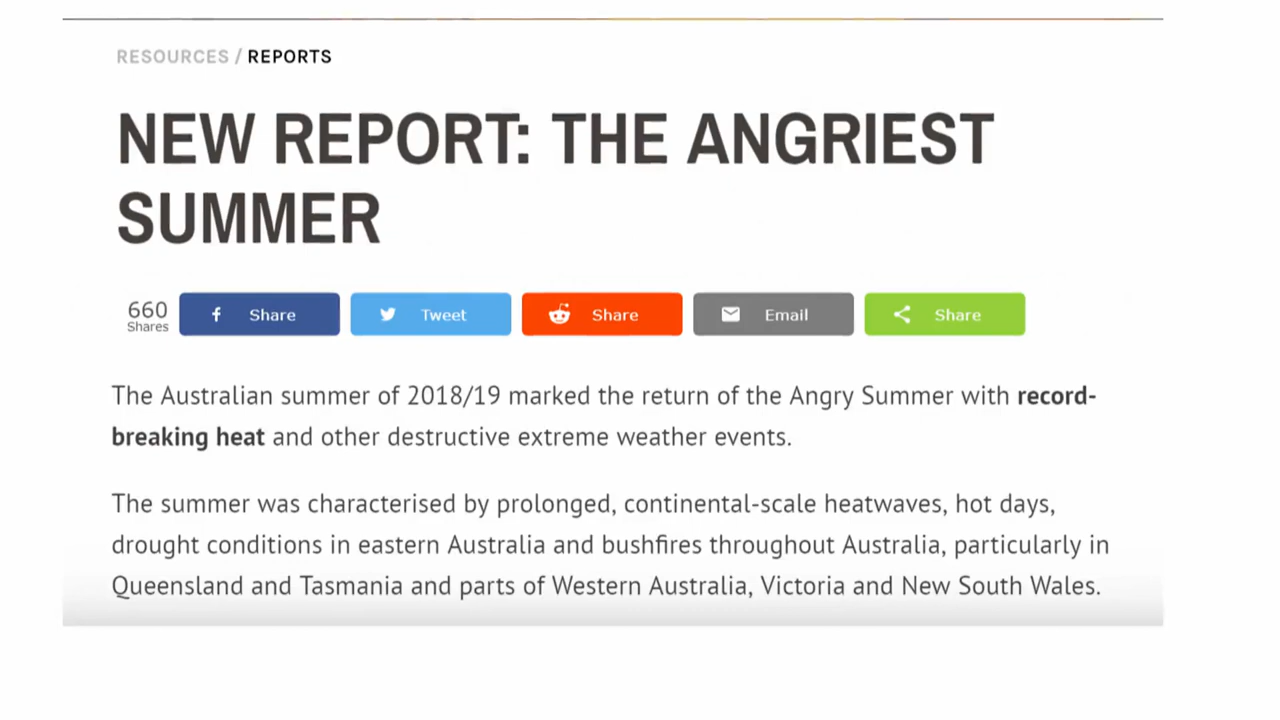 RESOURCES / REPORTS
NEW REPORT: THE ANGRIEST
SUMMER
660
Shares
Share
Tweet
Share
Email
Share
The Australian summer of 2018/19 marked the return of the Angry Summer with record-
breaking heat and other destructive extreme weather events.
The summer was characterised by prolonged, continental-scale heatwaves, hot days,
drought conditions in eastern Australia and bushfires throughout Australia, particularly in
Queensland and Tasmania and parts of Western Australia, Victoria and New South Wales.